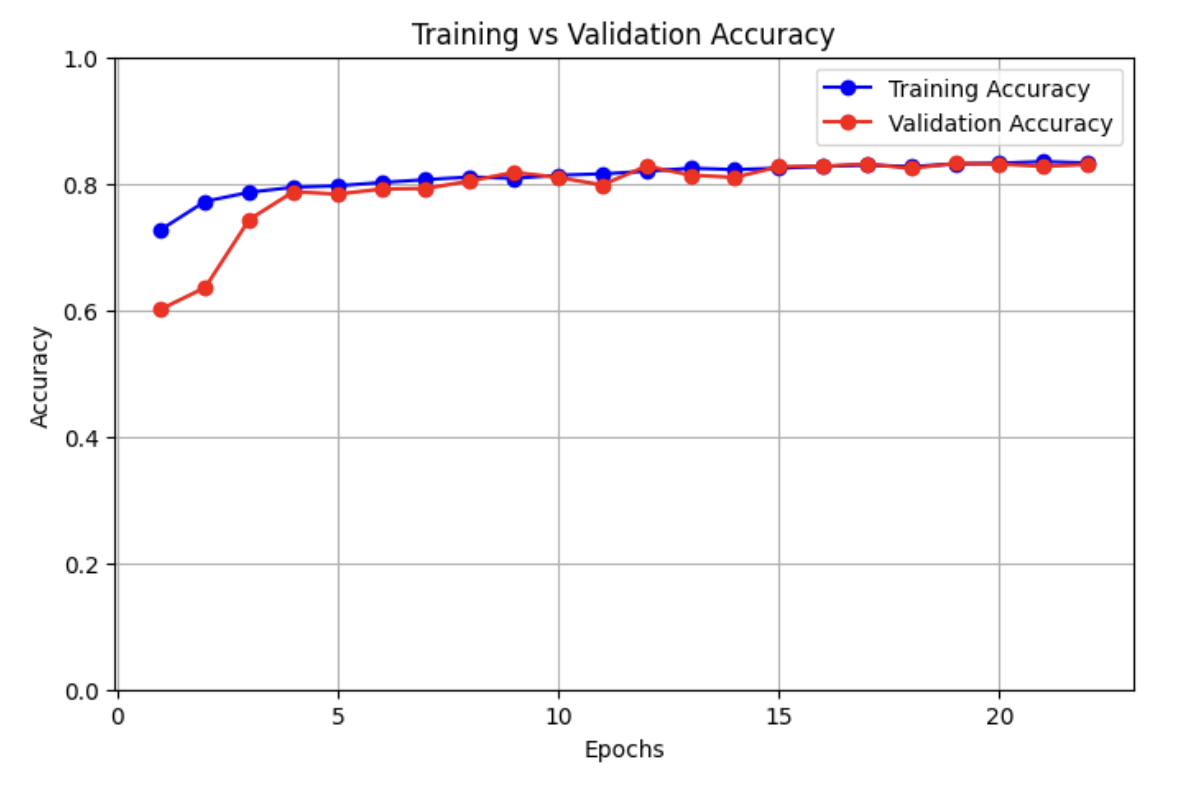 Training vs Validation Accuracy
Training Accuracy
Validation Accuracy
1.0
0.8
0.6
0.4
0.2
0.0
Accuracy
0 5 10 15 20
Epochs